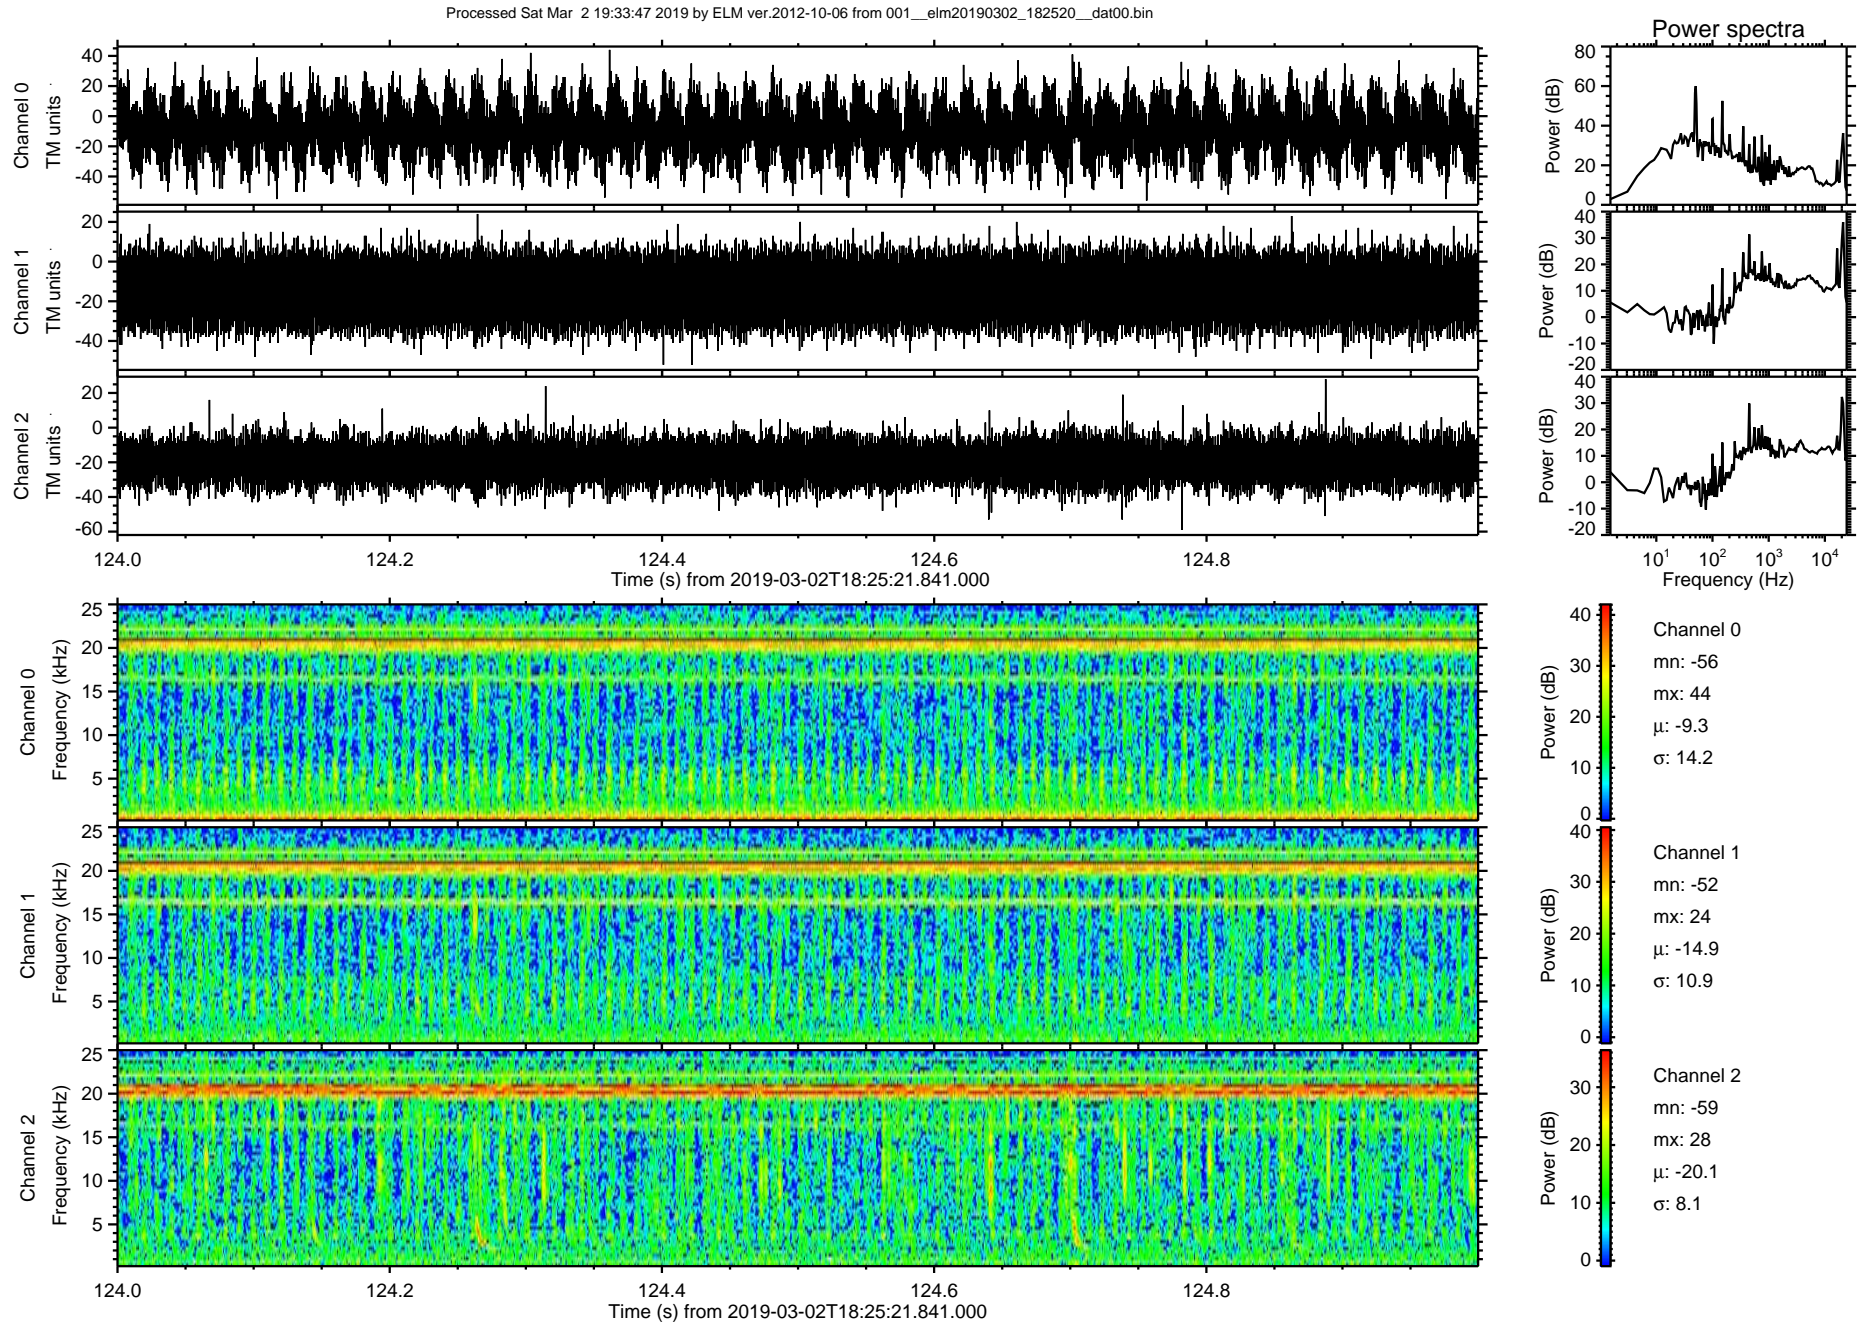 Processed Sat Mar  2 19:33:47 2019 by ELM ver.2012-10-06 from 001__elm20190302_182520__dat00.bin
Power spectra
Channel 0
TM units
40
20
0
-20
-40
Power (dB)
80
60
40
20
0
Channel 1
TM units
20
0
-20
-40
Power (dB)
40
30
20
10
0
-10
-20
Channel 2
TM units
20
0
-20
-40
-60
Power (dB)
40
30
20
10
0
-10
-20
124.0 124.2 124.4 124.6 124.8
Time (s) from 2019-03-02T18:25:21.841.000
10^1 10^2 10^3 10^4
Frequency (Hz)
Channel 0
Frequency (kHz)
25
20
15
10
5
Power (dB)
40
30
20
10
0
Channel 0
mn: -56
mx: 44
μ: -9.3
σ: 14.2
Channel 1
Frequency (kHz)
25
20
15
10
5
Power (dB)
40
30
20
10
0
Channel 1
mn: -52
mx: 24
μ: -14.9
σ: 10.9
Channel 2
Frequency (kHz)
25
20
15
10
5
Power (dB)
30
20
10
0
Channel 2
mn: -59
mx: 28
μ: -20.1
σ: 8.1
124.0 124.2 124.4 124.6 124.8
Time (s) from 2019-03-02T18:25:21.841.000